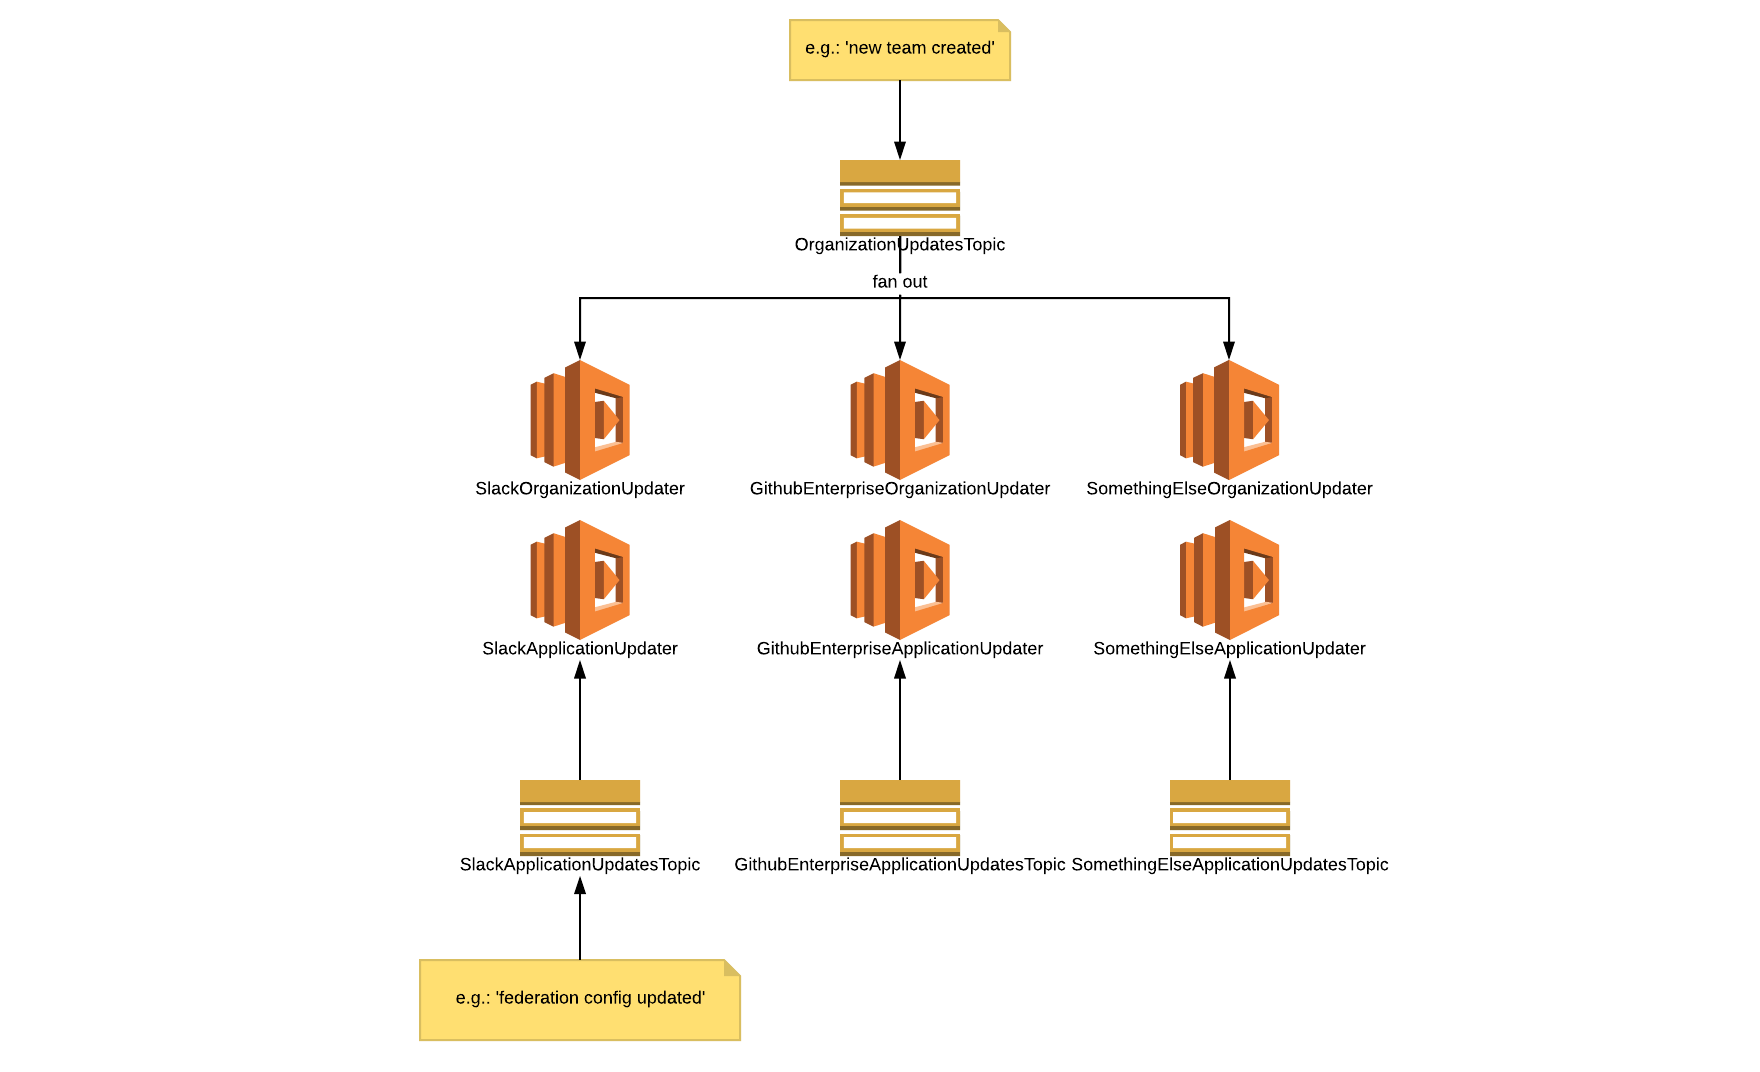 e.g.: 'new team created'
OrganizationUpdatesTopic
fan out
SlackOrganizationUpdater
GithubEnterpriseOrganizationUpdater
SomethingElseOrganizationUpdater
SlackApplicationUpdater
GithubEnterpriseApplicationUpdater
SomethingElseApplicationUpdater
SlackApplicationUpdatesTopic
GithubEnterpriseApplicationUpdatesTopic
SomethingElseApplicationUpdatesTopic
e.g.: 'federation config updated'